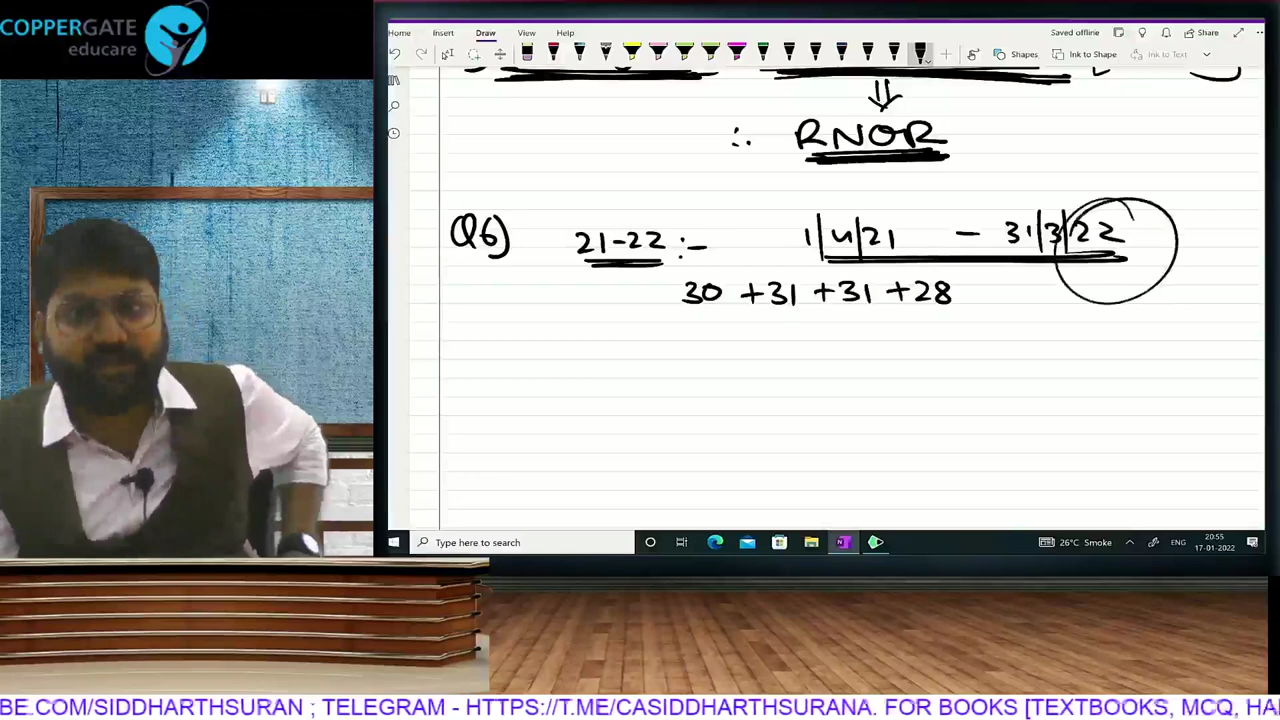 COPPERGATE
educare
Home Insert Draw View Help
Saved offline
Share
Shapes
Ink to Shape
Ink to Text
∴ RNOR
Q6) 21-22 :- 1/4/21 - 31/3/22
30 +31 +31 +28
Type here to search
26°C Smoke
ENG
20:55
17-01-2022
BE.COM/SIDDHARTHSURAN ; TELEGRAM - HTTPS://T.ME/CASIDDHARTHSURANA. FOR BOOKS [TEXTBOOKS, MCQ, HA